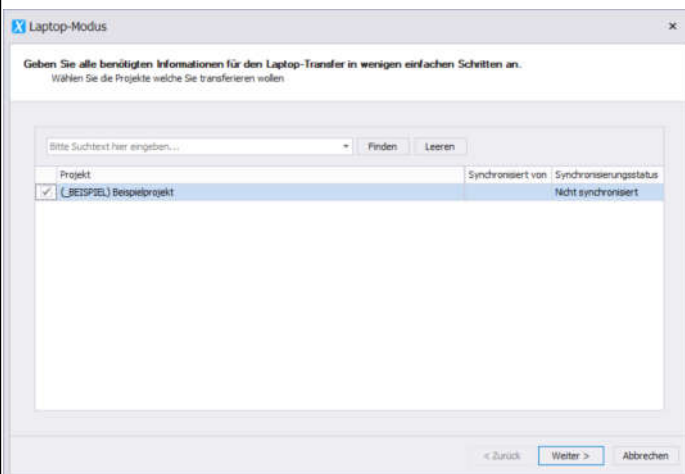 Laptop-Modus
Geben Sie alle benötigten Informationen für den Laptop-Transfer in wenigen einfachen Schritten an.
Wählen Sie die Projekte welche Sie transferieren wollen
Bitte Suchtext hier eingeben... Finden Leeren
Projekt Synchronisiert von Synchronisierungsstatus
(_BEISPIEL) Beispielprojekt Nicht synchronisiert
< Zurück Weiter > Abbrechen